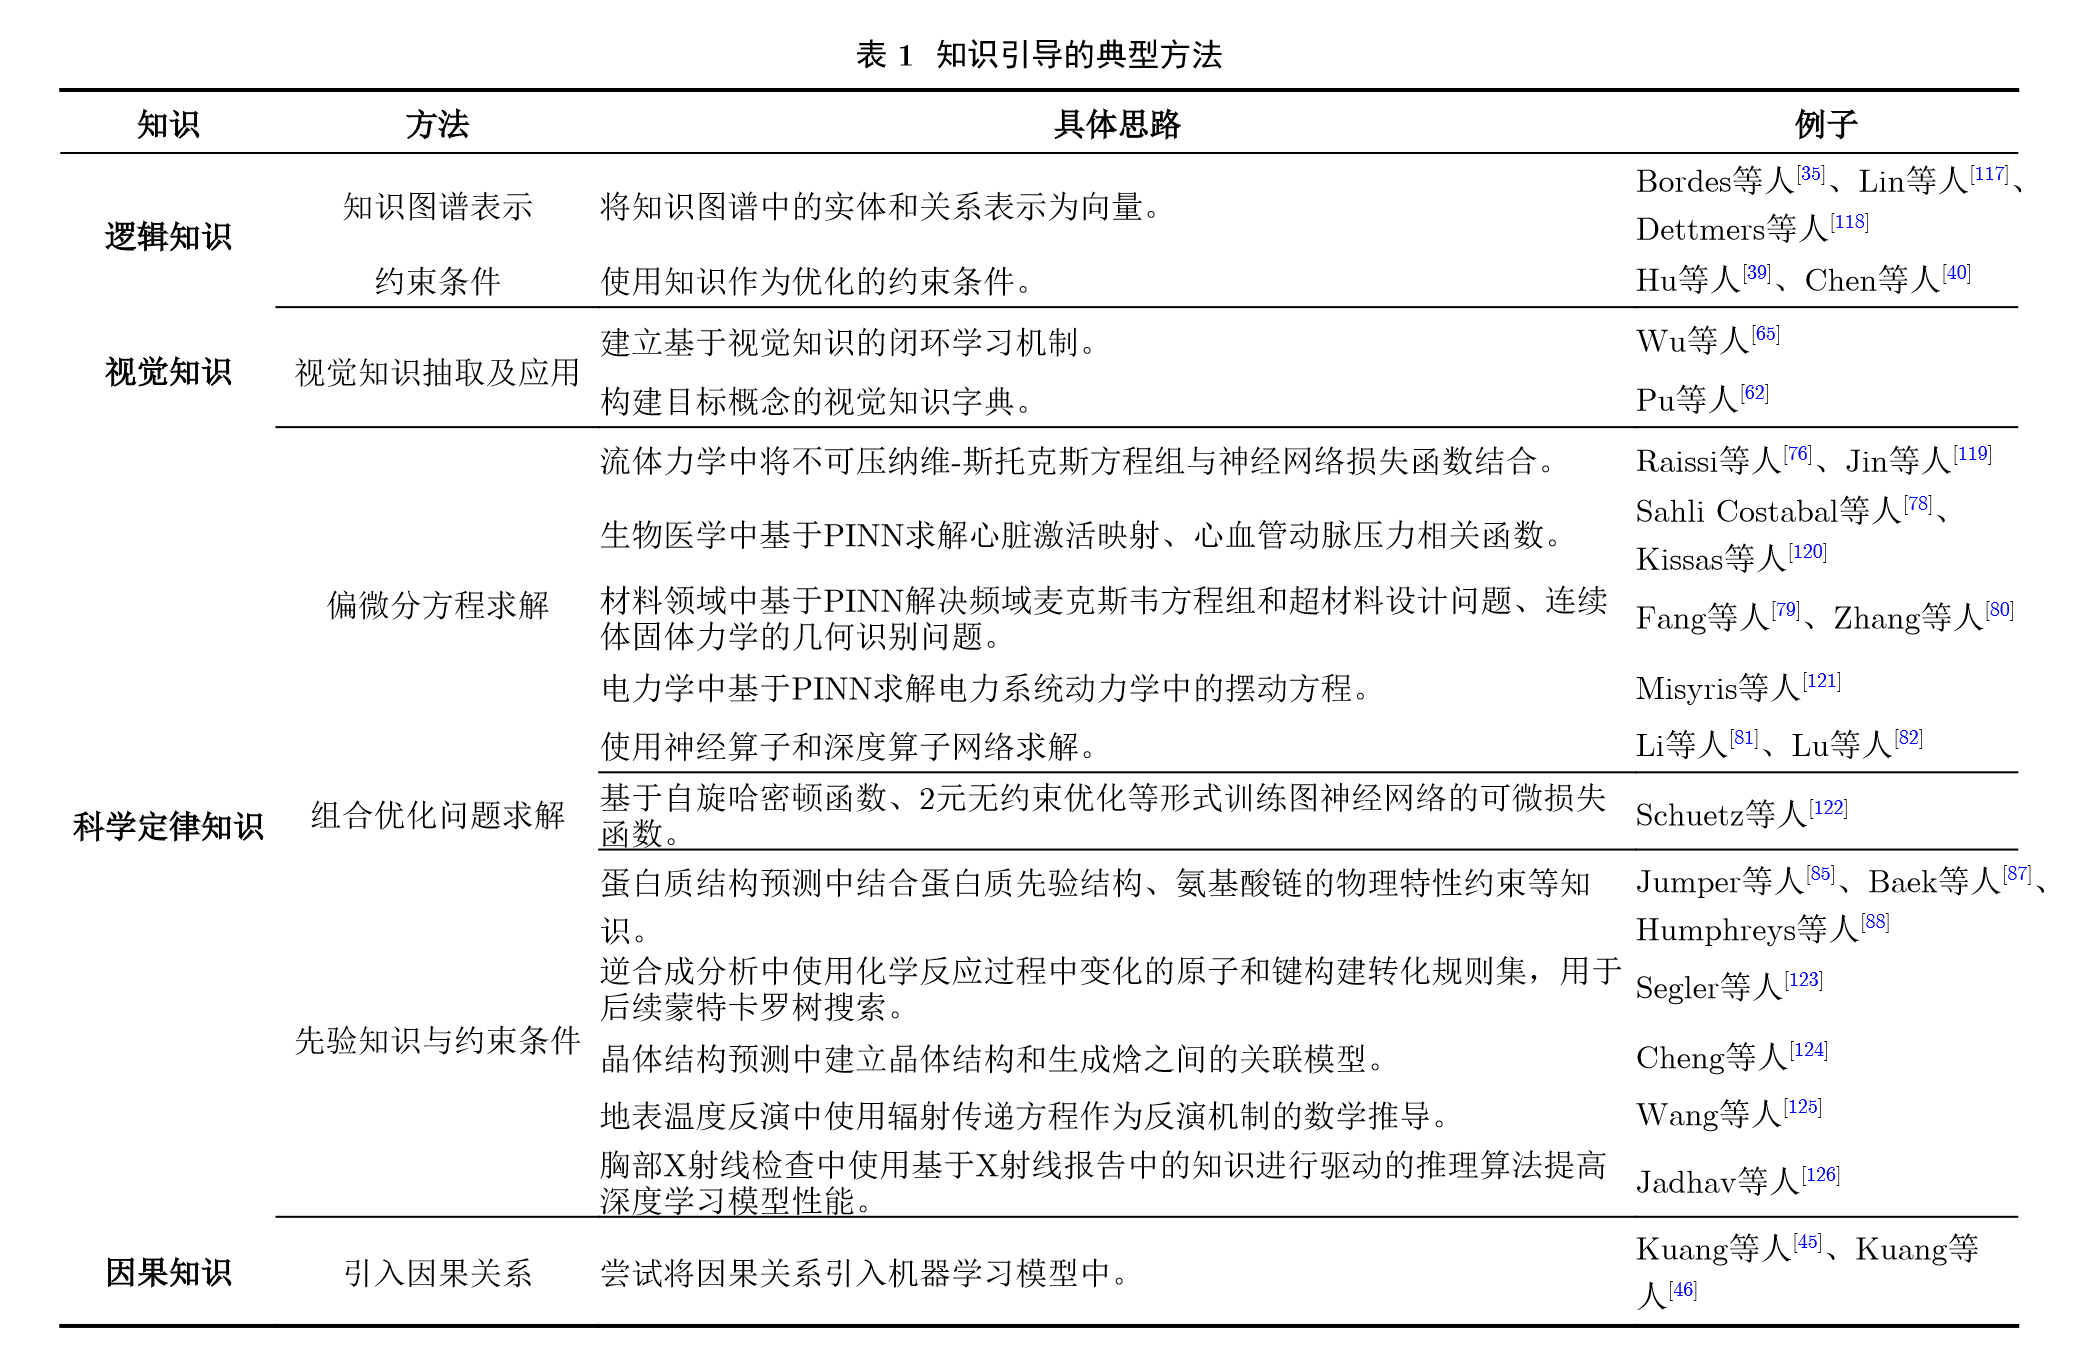 表 1 知识引导的典型方法
知识 方法 具体思路 例子
逻辑知识
知识图谱表示
将知识图谱中的实体和关系表示为向量。
Bordes等人[35]、Lin等人[117]、
Dettmers等人[118]
约束条件
使用知识作为优化的约束条件。
Hu等人[39]、Chen等人[40]
视觉知识
视觉知识抽取及应用
建立基于视觉知识的闭环学习机制。
Wu等人[65]
构建目标概念的视觉知识字典。
Pu等人[62]
科学定律知识
偏微分方程求解
流体力学中将不可压纳维-斯托克斯方程组与神经网络损失函数结合。
Raissi等人[76]、Jin等人[119]
生物医学中基于PINN求解心脏激活映射、心血管动脉压力相关函数。
Sahli Costabal等人[78]、
Kissas等人[120]
材料领域中基于PINN解决频域麦克斯韦方程组和超材料设计问题、连续
体固体力学的几何识别问题。
Fang等人[79]、Zhang等人[80]
电力学中基于PINN求解电力系统动力学中的摆动方程。
Misyris等人[121]
使用神经算子和深度算子网络求解。
Li等人[81]、Lu等人[82]
组合优化问题求解
基于自旋哈密顿函数、2元无约束优化等形式训练图神经网络的可微损失
函数。
Schuetz等人[122]
先验知识与约束条件
蛋白质结构预测中结合蛋白质先验结构、氨基酸链的物理特性约束等知
识。
Jumper等人[85]、Baek等人[87]、
Humphreys等人[88]
逆合成分析中使用化学反应过程中变化的原子和键构建转化规则集，用于
后续蒙特卡罗树搜索。
Segler等人[123]
晶体结构预测中建立晶体结构和生成焓之间的关联模型。
Cheng等人[124]
地表温度反演中使用辐射传递方程作为反演机制的数学推导。
Wang等人[125]
胸部X射线检查中使用基于X射线报告中的知识进行驱动的推理算法提高
深度学习模型性能。
Jadhav等人[126]
因果知识
引入因果关系
尝试将因果关系引入机器学习模型中。
Kuang等人[45]、Kuang等
人[46]